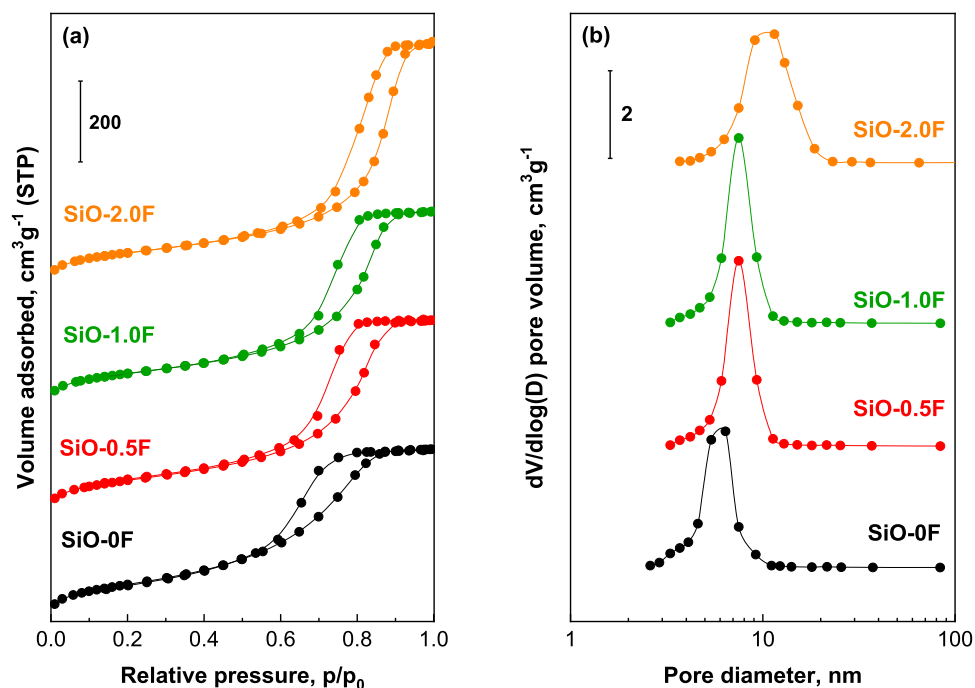 (a)
200
SiO-2.0F
SiO-1.0F
SiO-0.5F
SiO-0F
Volume adsorbed, cm³g⁻¹ (STP)
0.0 0.2 0.4 0.6 0.8 1.0
Relative pressure, p/p₀
(b)
2
SiO-2.0F
SiO-1.0F
SiO-0.5F
SiO-0F
dV/dlog(D) pore volume, cm³g⁻¹
1 10 100
Pore diameter, nm